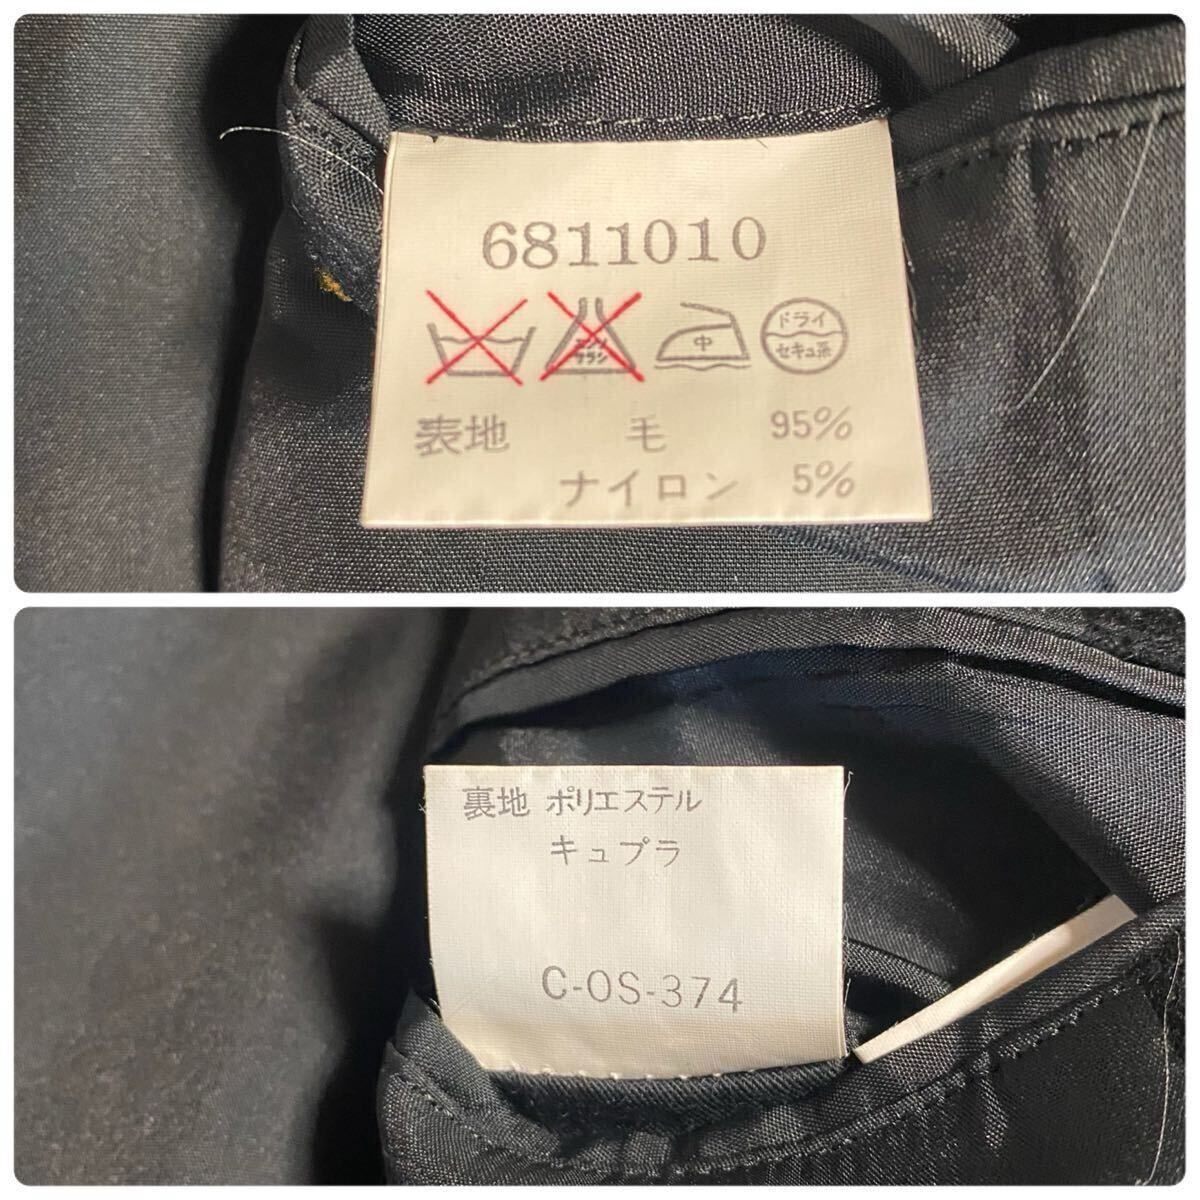 6811010
エンソ
サラシ
中
ドライ
セキユ系
表地 毛 95%
ナイロン 5%
裏地 ポリエステル
キュプラ
C-OS-374